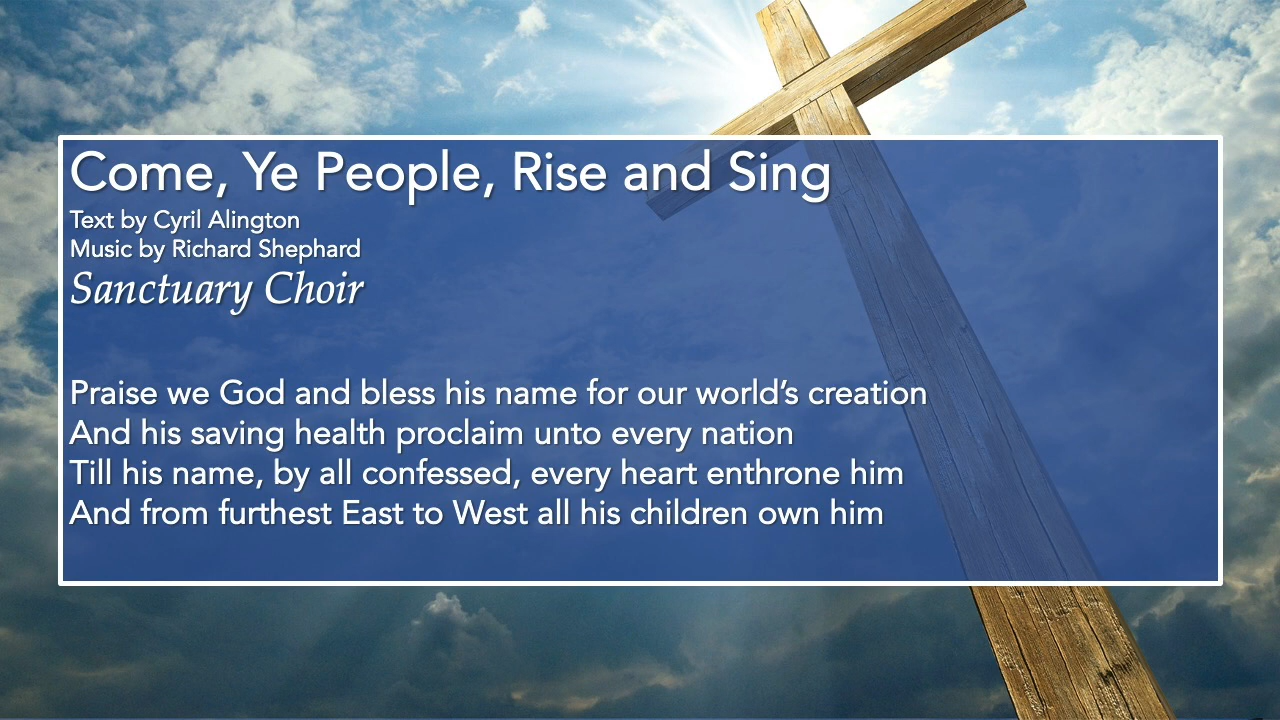 Come, Ye People, Rise and Sing
Text by Cyril Alington
Music by Richard Shephard
Sanctuary Choir
Praise we God and bless his name for our world’s creation
And his saving health proclaim unto every nation
Till his name, by all confessed, every heart enthrone him
And from furthest East to West all his children own him